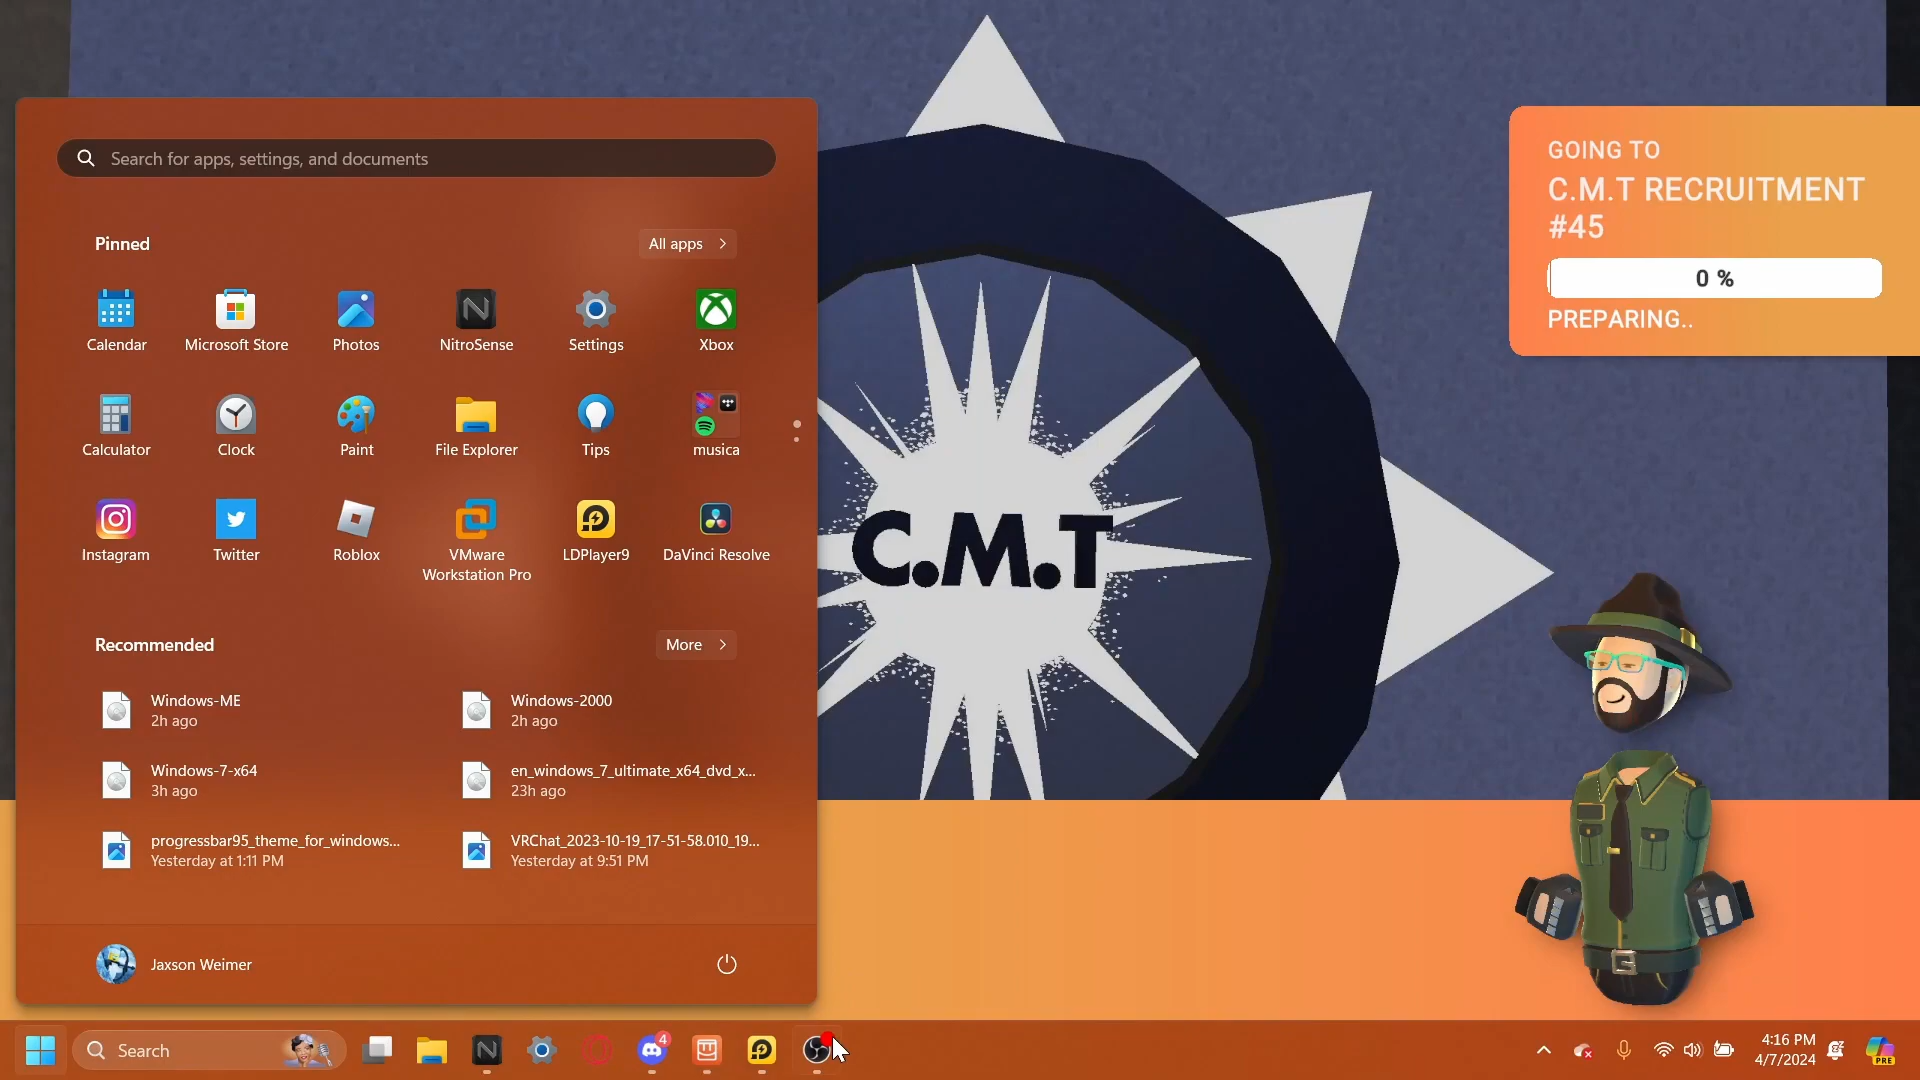 Search for apps, settings, and documents
Pinned
All apps
Calendar
Microsoft Store
Photos
NitroSense
Settings
Xbox
Calculator
Clock
Paint
File Explorer
Tips
musica
Instagram
Twitter
Roblox
VMware
Workstation Pro
LDPlayer9
DaVinci Resolve
Recommended
More
Windows-ME
2h ago
Windows-2000
2h ago
Windows-7-x64
3h ago
en_windows_7_ultimate_x64_dvd_x...
23h ago
progressbar95_theme_for_windows...
Yesterday at 1:11 PM
VRChat_2023-10-19_17-51-58.010_19...
Yesterday at 9:51 PM
Jaxson Weimer
C.M.T
GOING TO
C.M.T RECRUITMENT
#45
0 %
PREPARING..
Search
4
4:16 PM
4/7/2024
PRE